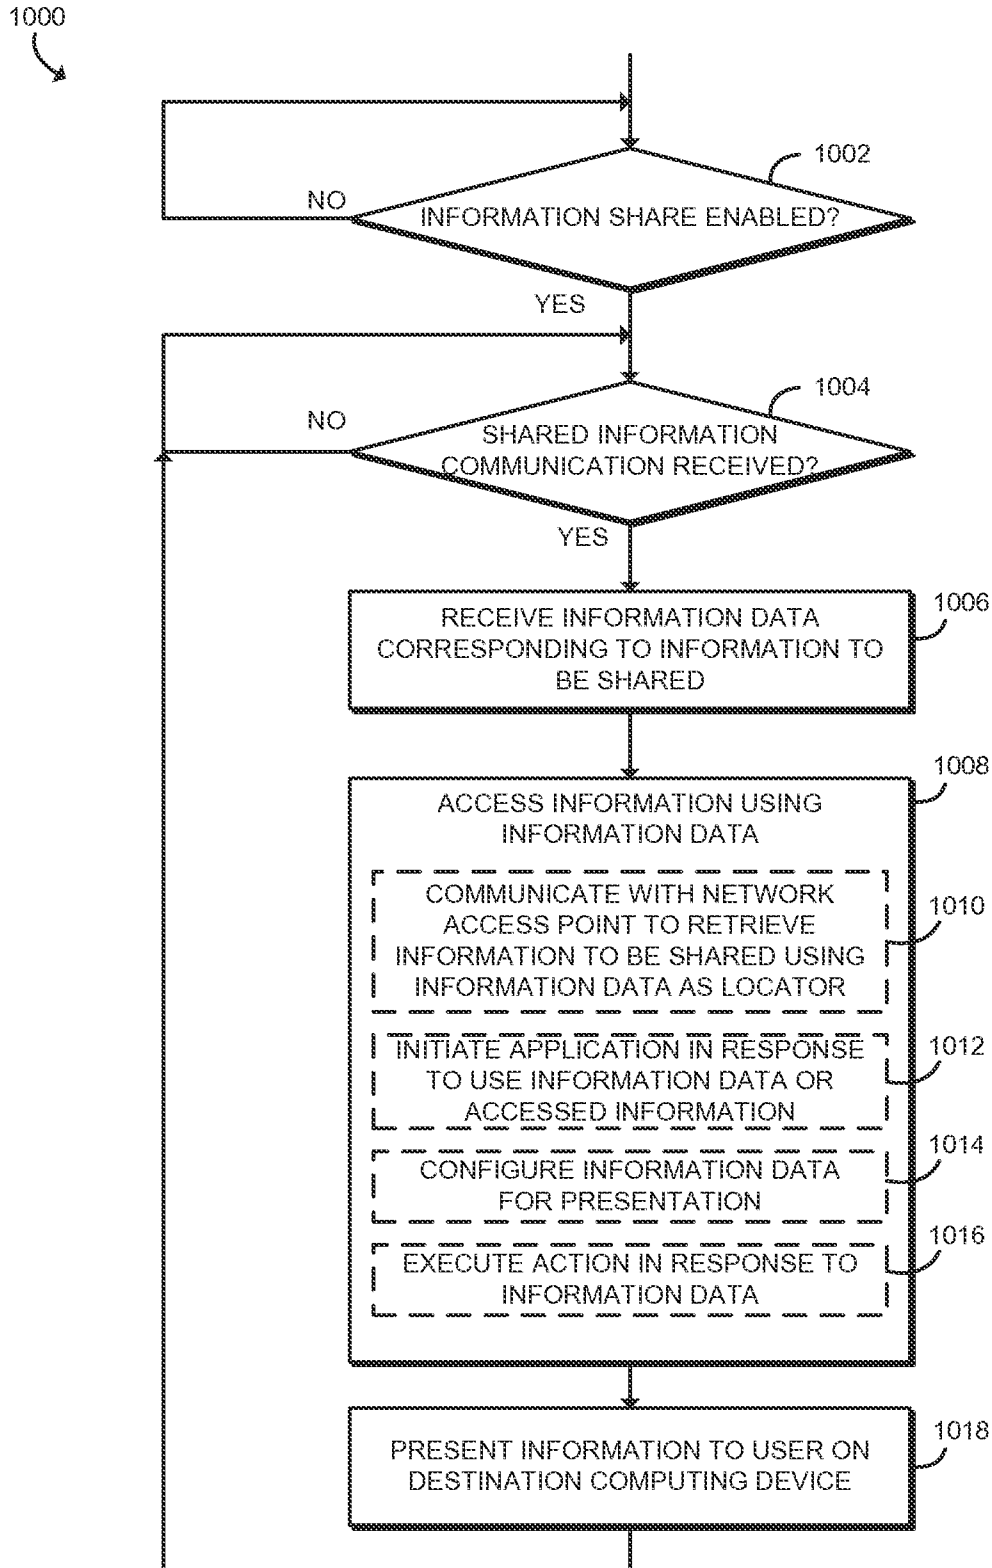 1000
1002
NO
INFORMATION SHARE ENABLED?
YES
1004
NO
SHARED INFORMATION
COMMUNICATION RECEIVED?
YES
1006
RECEIVE INFORMATION DATA
CORRESPONDING TO INFORMATION TO
BE SHARED
1008
ACCESS INFORMATION USING
INFORMATION DATA
COMMUNICATE WITH NETWORK
ACCESS POINT TO RETRIEVE
INFORMATION TO BE SHARED USING
INFORMATION DATA AS LOCATOR
1010
INITIATE APPLICATION IN RESPONSE
TO USE INFORMATION DATA OR
ACCESSED INFORMATION
1012
CONFIGURE INFORMATION DATA
FOR PRESENTATION
1014
EXECUTE ACTION IN RESPONSE TO
INFORMATION DATA
1016
PRESENT INFORMATION TO USER ON
DESTINATION COMPUTING DEVICE
1018